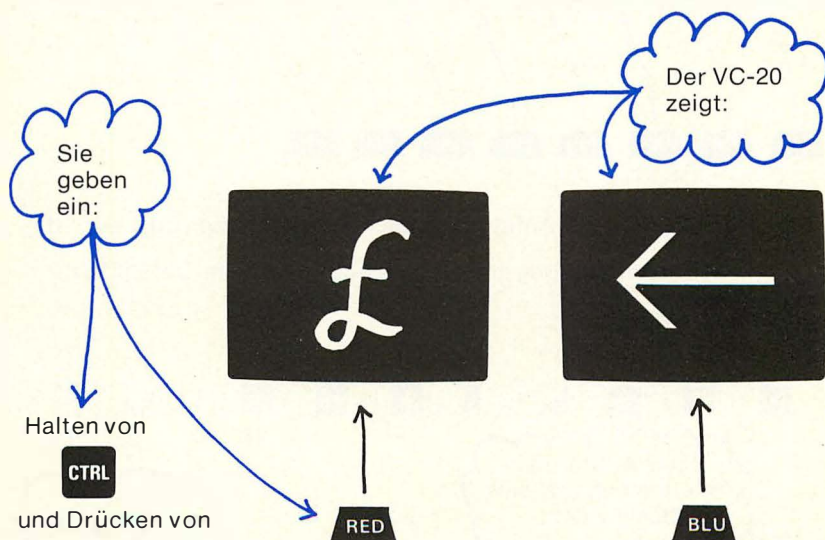 Der VC-20
zeigt:
Sie
geben
ein:
£
←
Halten von
CTRL
und Drücken von
RED
BLU